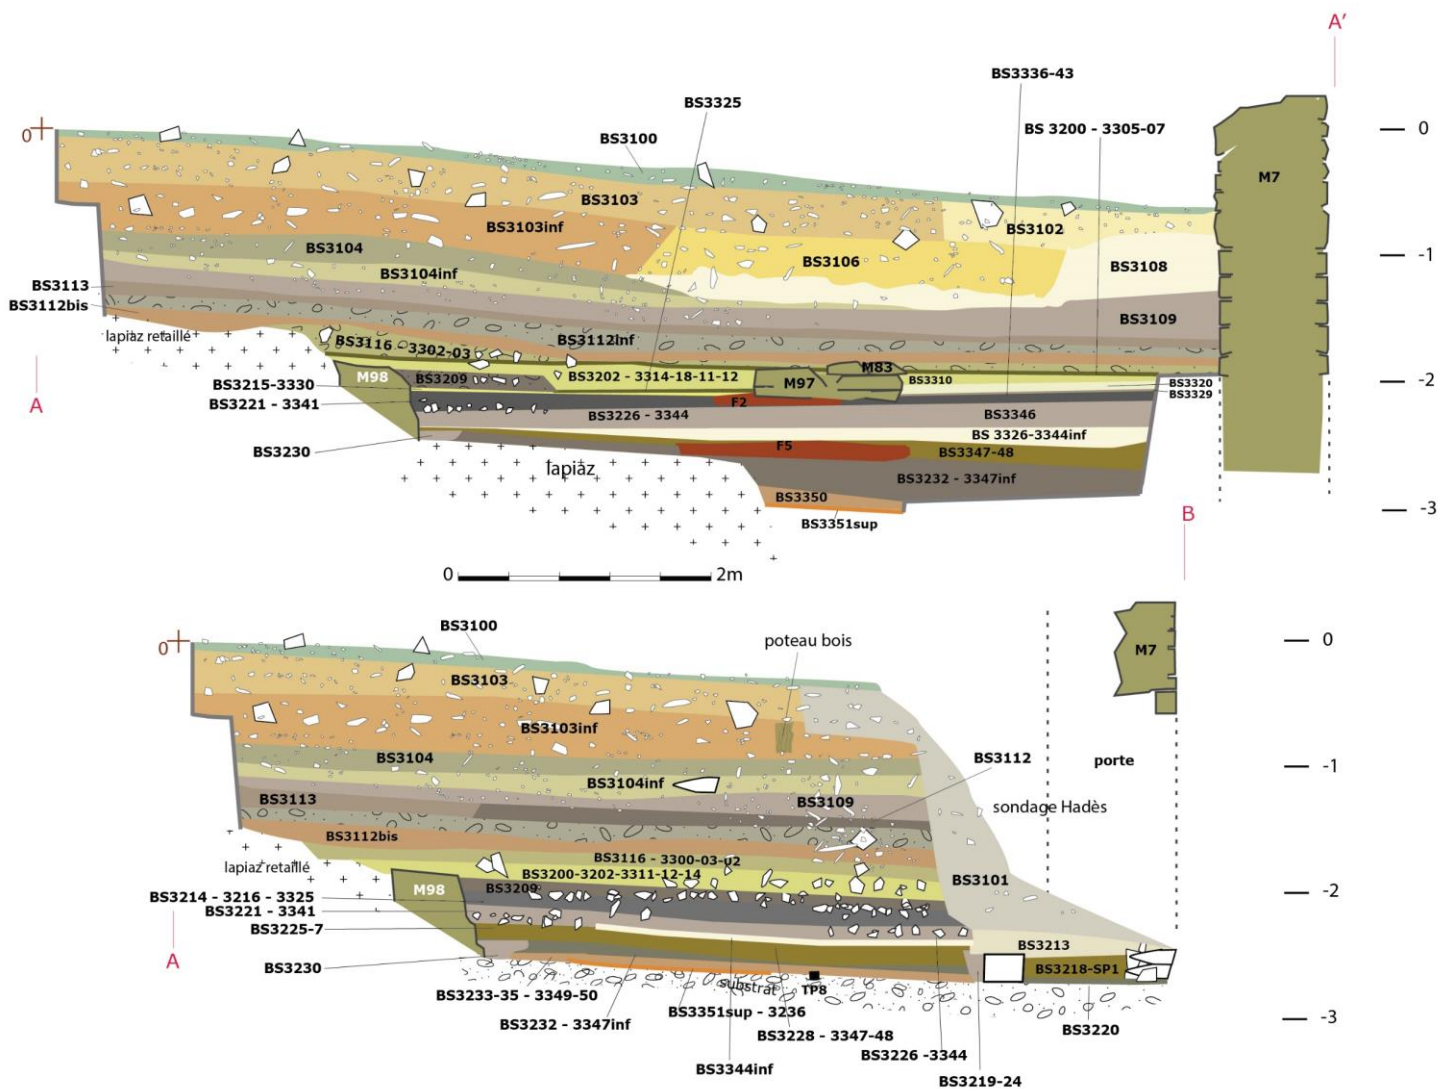 A'
BS3336-43
BS3325
BS 3200 - 3305-07
0
BS3100
0
M7
BS3103
BS3103inf
BS3102
BS3104
BS3106
BS3108
-1
BS3104inf
BS3113
BS3112bis
BS3109
lapiaz retaillé
BS3112inf
BS3116 - 3302-03
M98
BS3209
BS3202 - 3314-18-11-12
M83
M97
BS3310
BS3320
BS3329
-2
BS3215-3330
BS3221 - 3341
A
F2
BS3226 - 3344
BS3346
BS 3326-3344inf
BS3230
F5
BS3347-48
lapiaz
BS3232 - 3347inf
BS3350
BS3351sup
-3
B
0
2m
BS3100
0
poteau bois
0
M7
BS3103
BS3103inf
BS3104
BS3112
porte
-1
BS3104inf
BS3113
BS3109
sondage Hadès
BS3112bis
lapiaz retaillé
BS3116 - 3300-03-02
BS3200-3202-3311-12-14
BS3101
M98
BS3209
-2
BS3214 - 3216 - 3325
BS3221 - 3341
BS3225-7
BS3213
A
BS3230
BS3218-SP1
substrat
TP8
BS3233-35 - 3349-50
BS3351sup - 3236
BS3232 - 3347inf
BS3228 - 3347-48
BS3220
-3
BS3226 -3344
BS3344inf
BS3219-24